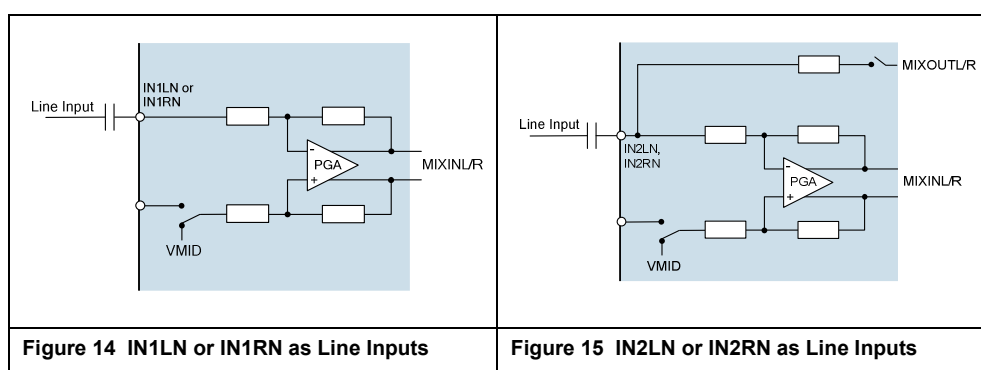 IN1LN or
IN1RN
Line Input
-
PGA
+
MIXINL/R
VMID
Figure 14 IN1LN or IN1RN as Line Inputs
MIXOUTL/R
Line Input
IN2LN,
IN2RN
-
PGA
+
MIXINL/R
VMID
Figure 15 IN2LN or IN2RN as Line Inputs